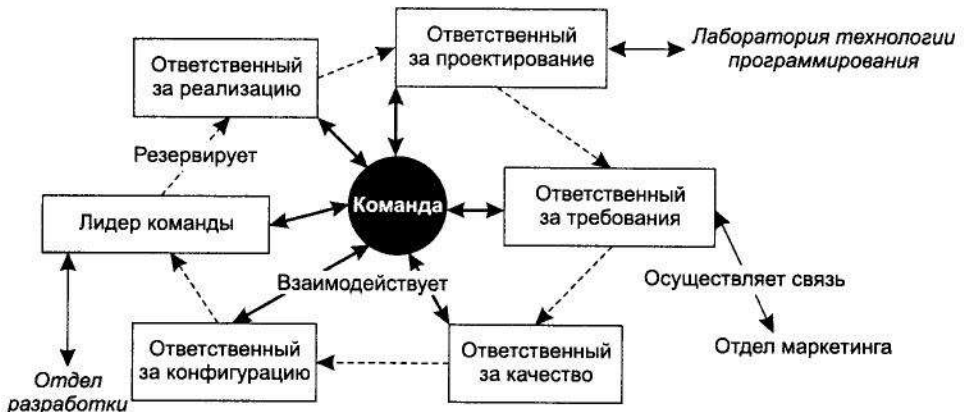 Ответственный
за проектирование
Лаборатория технологии
программирования
Ответственный
за реализацию
Резервирует
Команда
Ответственный
за требования
Лидер команды
Взаимодействует
Осуществляет связь
Ответственный
за конфигурацию
Ответственный
за качество
Отдел маркетинга
Отдел
разработки